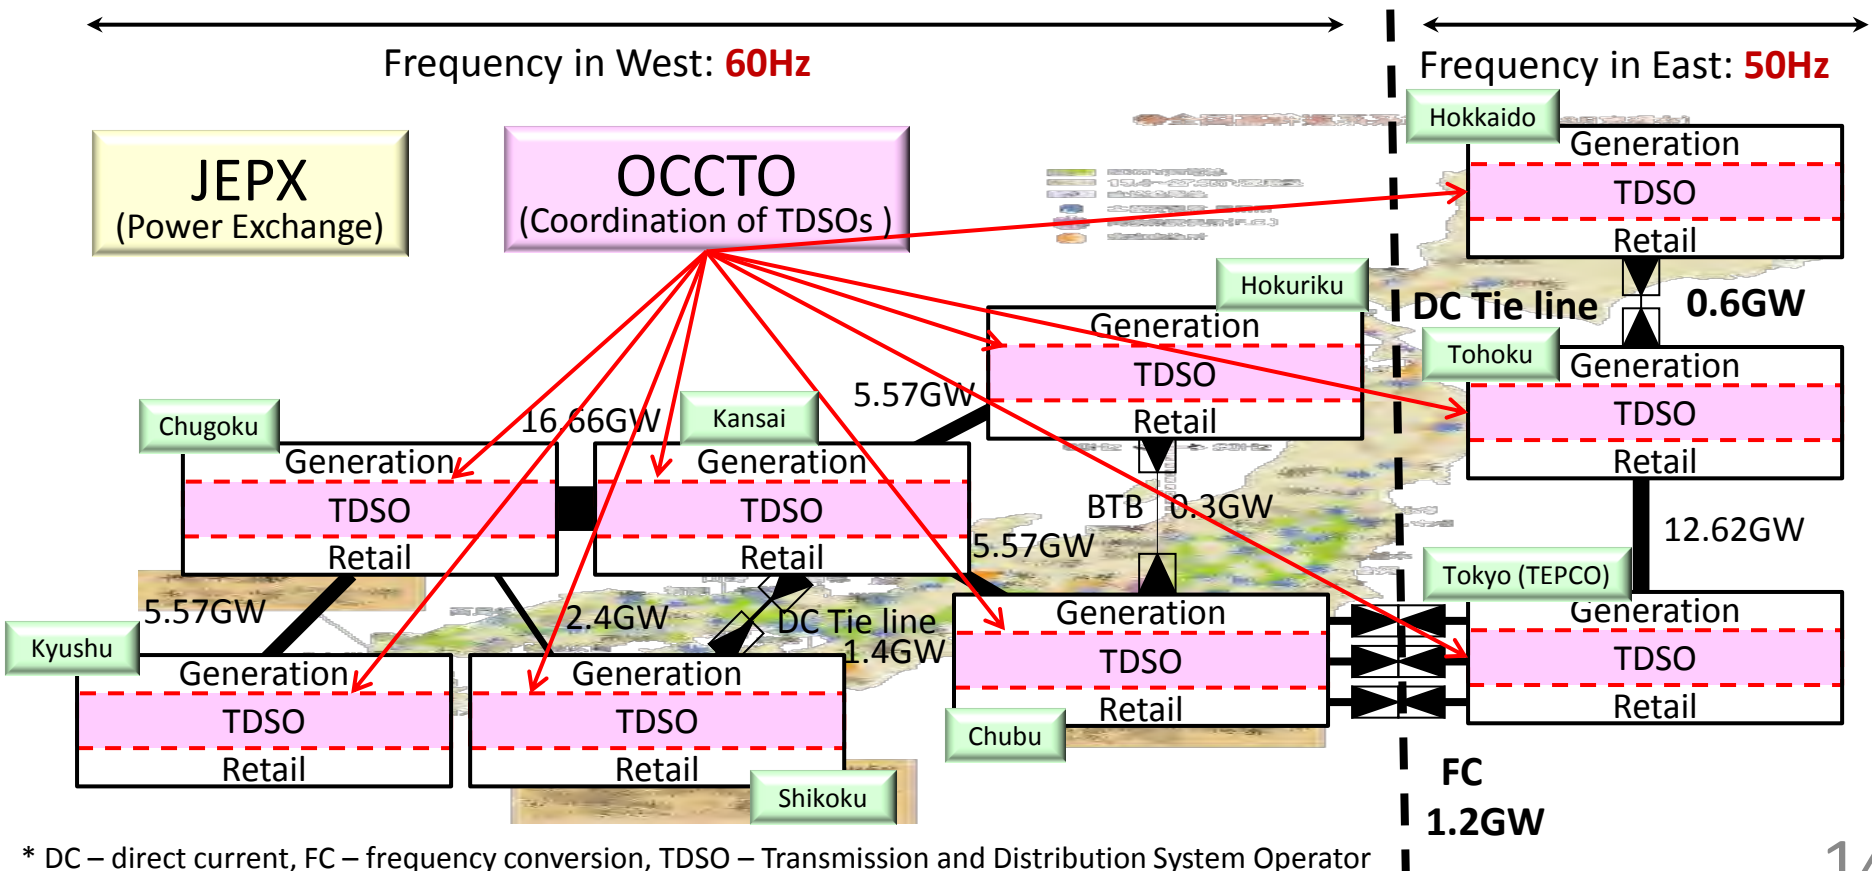 Frequency in West: 60Hz
Frequency in East: 50Hz
JEPX
(Power Exchange)
OCCTO
(Coordination of TDSOs )
Hokkaido
Generation
TDSO
Retail
DC Tie line
0.6GW
Hokuriku
Generation
TDSO
Retail
Tohoku
Generation
TDSO
Retail
5.57GW
16.66GW
Chugoku
Generation
TDSO
Retail
Kansai
Generation
TDSO
Retail
BTB
0.3GW
5.57GW
12.62GW
Tokyo (TEPCO)
Generation
TDSO
Retail
5.57GW
2.4GW
DC Tie line
1.4GW
Kyushu
Generation
TDSO
Retail
Generation
TDSO
Retail
Shikoku
Generation
TDSO
Retail
Chubu
FC
1.2GW
* DC – direct current, FC – frequency conversion, TDSO – Transmission and Distribution System Operator